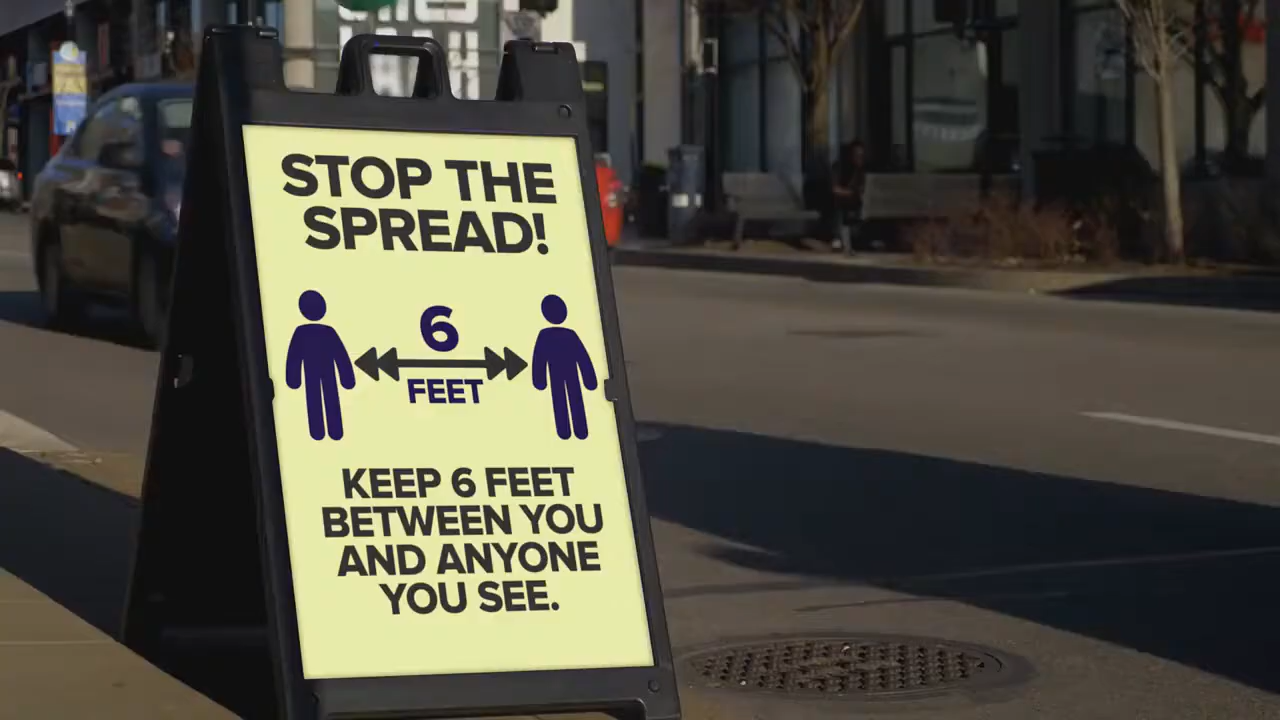 STOP THE
SPREAD!
6
FEET
KEEP 6 FEET
BETWEEN YOU
AND ANYONE
YOU SEE.